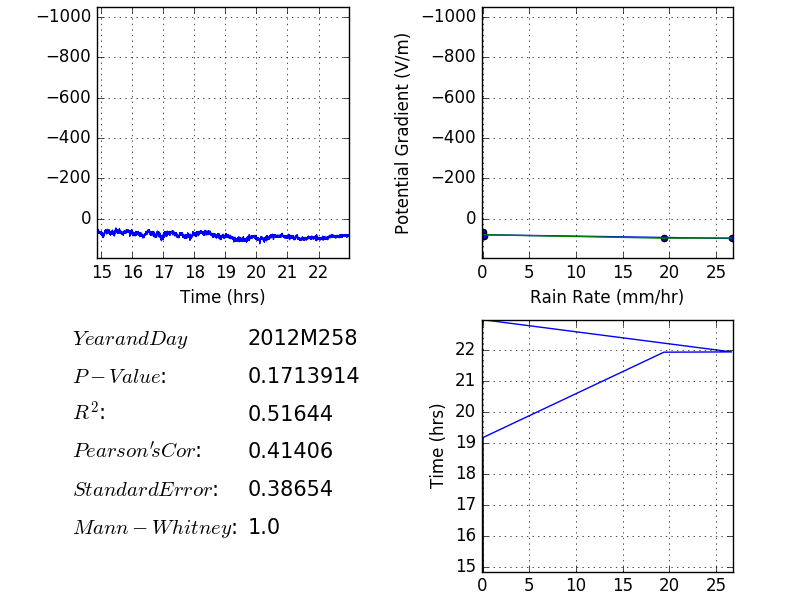 −1000
−800
−600
−400
−200
0
15 16 17 18 19 20 21 22
Time (hrs)
Potential Gradient (V/m)
−1000
−800
−600
−400
−200
0
0 5 10 15 20 25
Rain Rate (mm/hr)
YearandDay 2012M258
P−Value: 0.1713914
R²: 0.51644
Pearson'sCor: 0.41406
StandardError: 0.38654
Mann−Whitney: 1.0
Time (hrs)
22
21
20
19
18
17
16
15
0 5 10 15 20 25